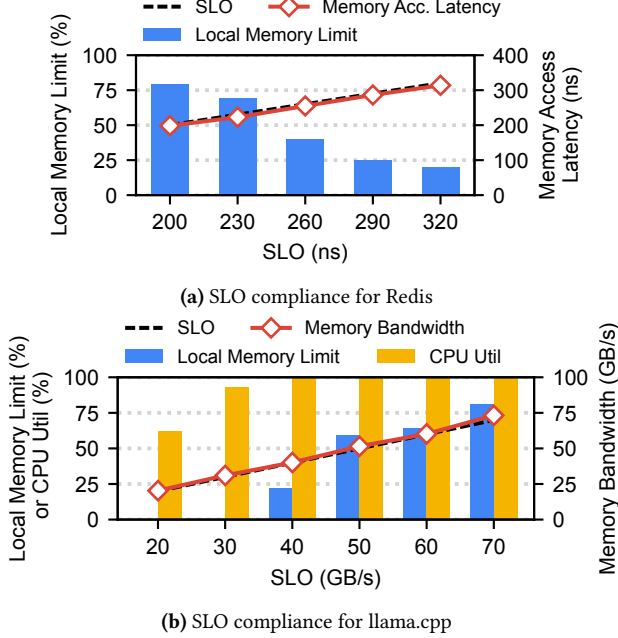 SLO Memory Acc. Latency
Local Memory Limit
Local Memory Limit (%)
100
75
50
25
0
400
300
200
100
0
Memory Access
Latency (ns)
200 230 260 290 320
SLO (ns)
(a) SLO compliance for Redis
SLO Memory Bandwidth
Local Memory Limit CPU Util
Local Memory Limit (%)
or CPU Util (%)
100
75
50
25
0
100
75
50
25
0
Memory Bandwidth (GB/s)
20 30 40 50 60 70
SLO (GB/s)
(b) SLO compliance for llama.cpp